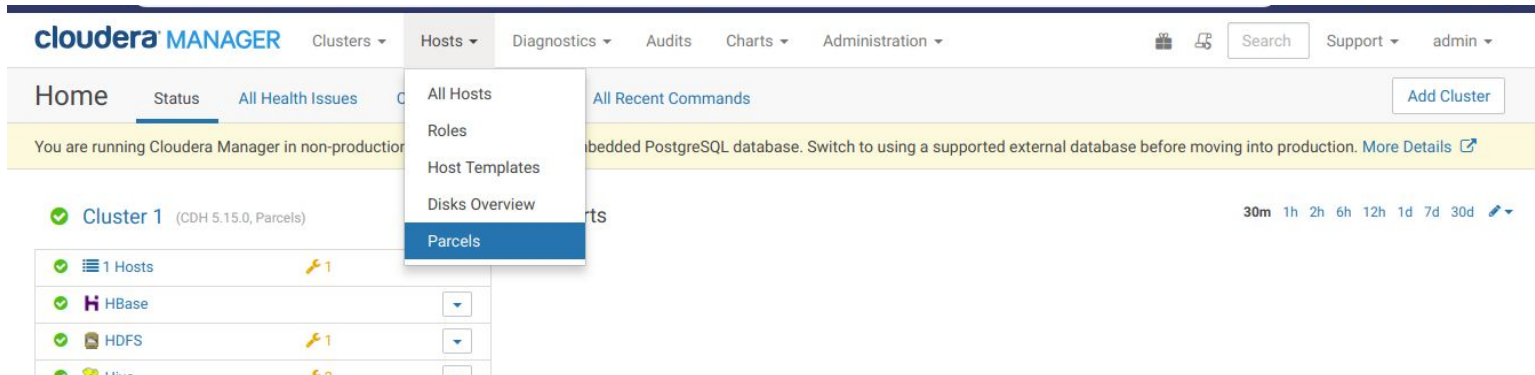 cloudera MANAGER Clusters Hosts Diagnostics Audits Charts Administration Search Support admin
Home Status All Health Issues All Recent Commands Add Cluster
You are running Cloudera Manager in non-production bedded PostgreSQL database. Switch to using a supported external database before moving into production. More Details
All Hosts
Roles
Host Templates
Disks Overview
Parcels
Cluster 1 (CDH 5.15.0, Parcels) rts 30m 1h 2h 6h 12h 1d 7d 30d
1 Hosts 1
HBase
HDFS 1